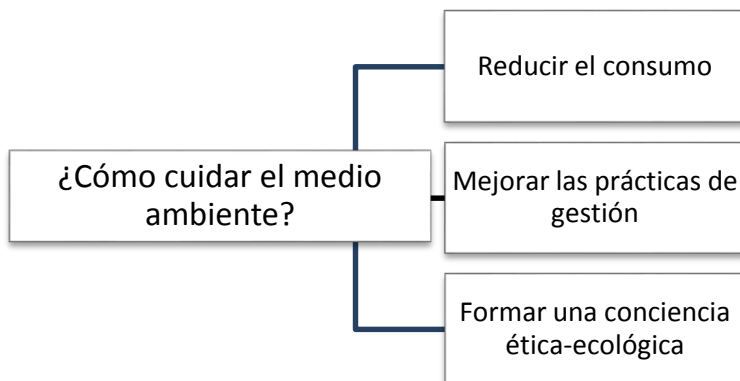 ¿Cómo cuidar el medio
ambiente?
Reducir el consumo
Mejorar las prácticas de
gestión
Formar una conciencia
ética-ecológica